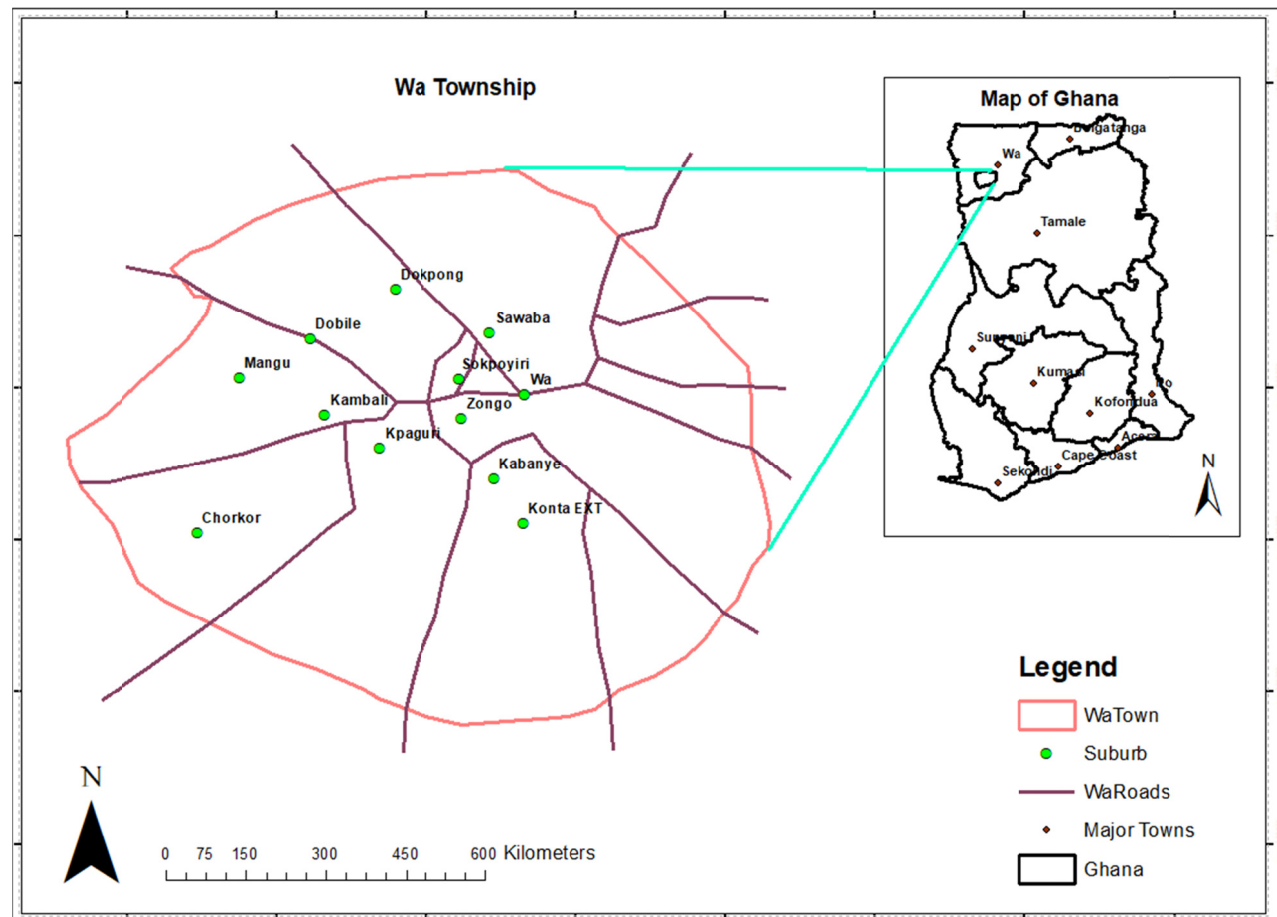 Wa Township
Map of Ghana
Bolgatanga
Wa
Tamale
Sunyani
Kumasi
Ho
Kofondua
Accra
Cape Coast
Sekondi
N
Dokpong
Sawaba
Dobile
Mangu
Sokpoyiri
Wa
Kambali
Zongo
Kpaguri
Kabanye
Konta EXT
Chorkor
Legend
WaTown
Suburb
WaRoads
Major Towns
Ghana
N
0 75 150 300 450 600 Kilometers